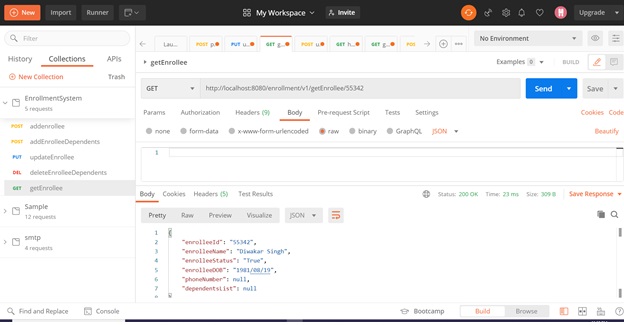 New Import Runner My Workspace Invite Upgrade
Filter
History Collections APIs
New Collection Trash
EnrollmentSystem
5 requests
POST addenrollee
POST addEnrolleeDependents
PUT updateEnrollee
DEL deleteEnrolleeDependents
GET getEnrollee
Sample
12 requests
smtp
4 requests
Lau... POST p. PUT u. GET g... POST u. GET h... GET g... POST
No Environment
getEnrollee Examples 0 BUILD
GET http://localhost:8080/enrollment/v1/getEnrollee/55342 Send Save
Params Authorization Headers (9) Body Pre-request Script Tests Settings Cookies Code
none form-data x-www-form-urlencoded raw binary GraphQL JSON Beautify
1
Body Cookies Headers (5) Test Results Status: 200 OK Time: 23 ms Size: 309 B Save Response
Pretty Raw Preview Visualize JSON
1 {
2 "enrolleeId": "55342",
3 "enrolleeName": "Diwakar Singh",
4 "enrolleeStatus": "True",
5 "enrolleeDOB": "1981/08/19",
6 "phoneNumber": null,
7 "dependentsList": null
Find and Replace Console Bootcamp Build Browse